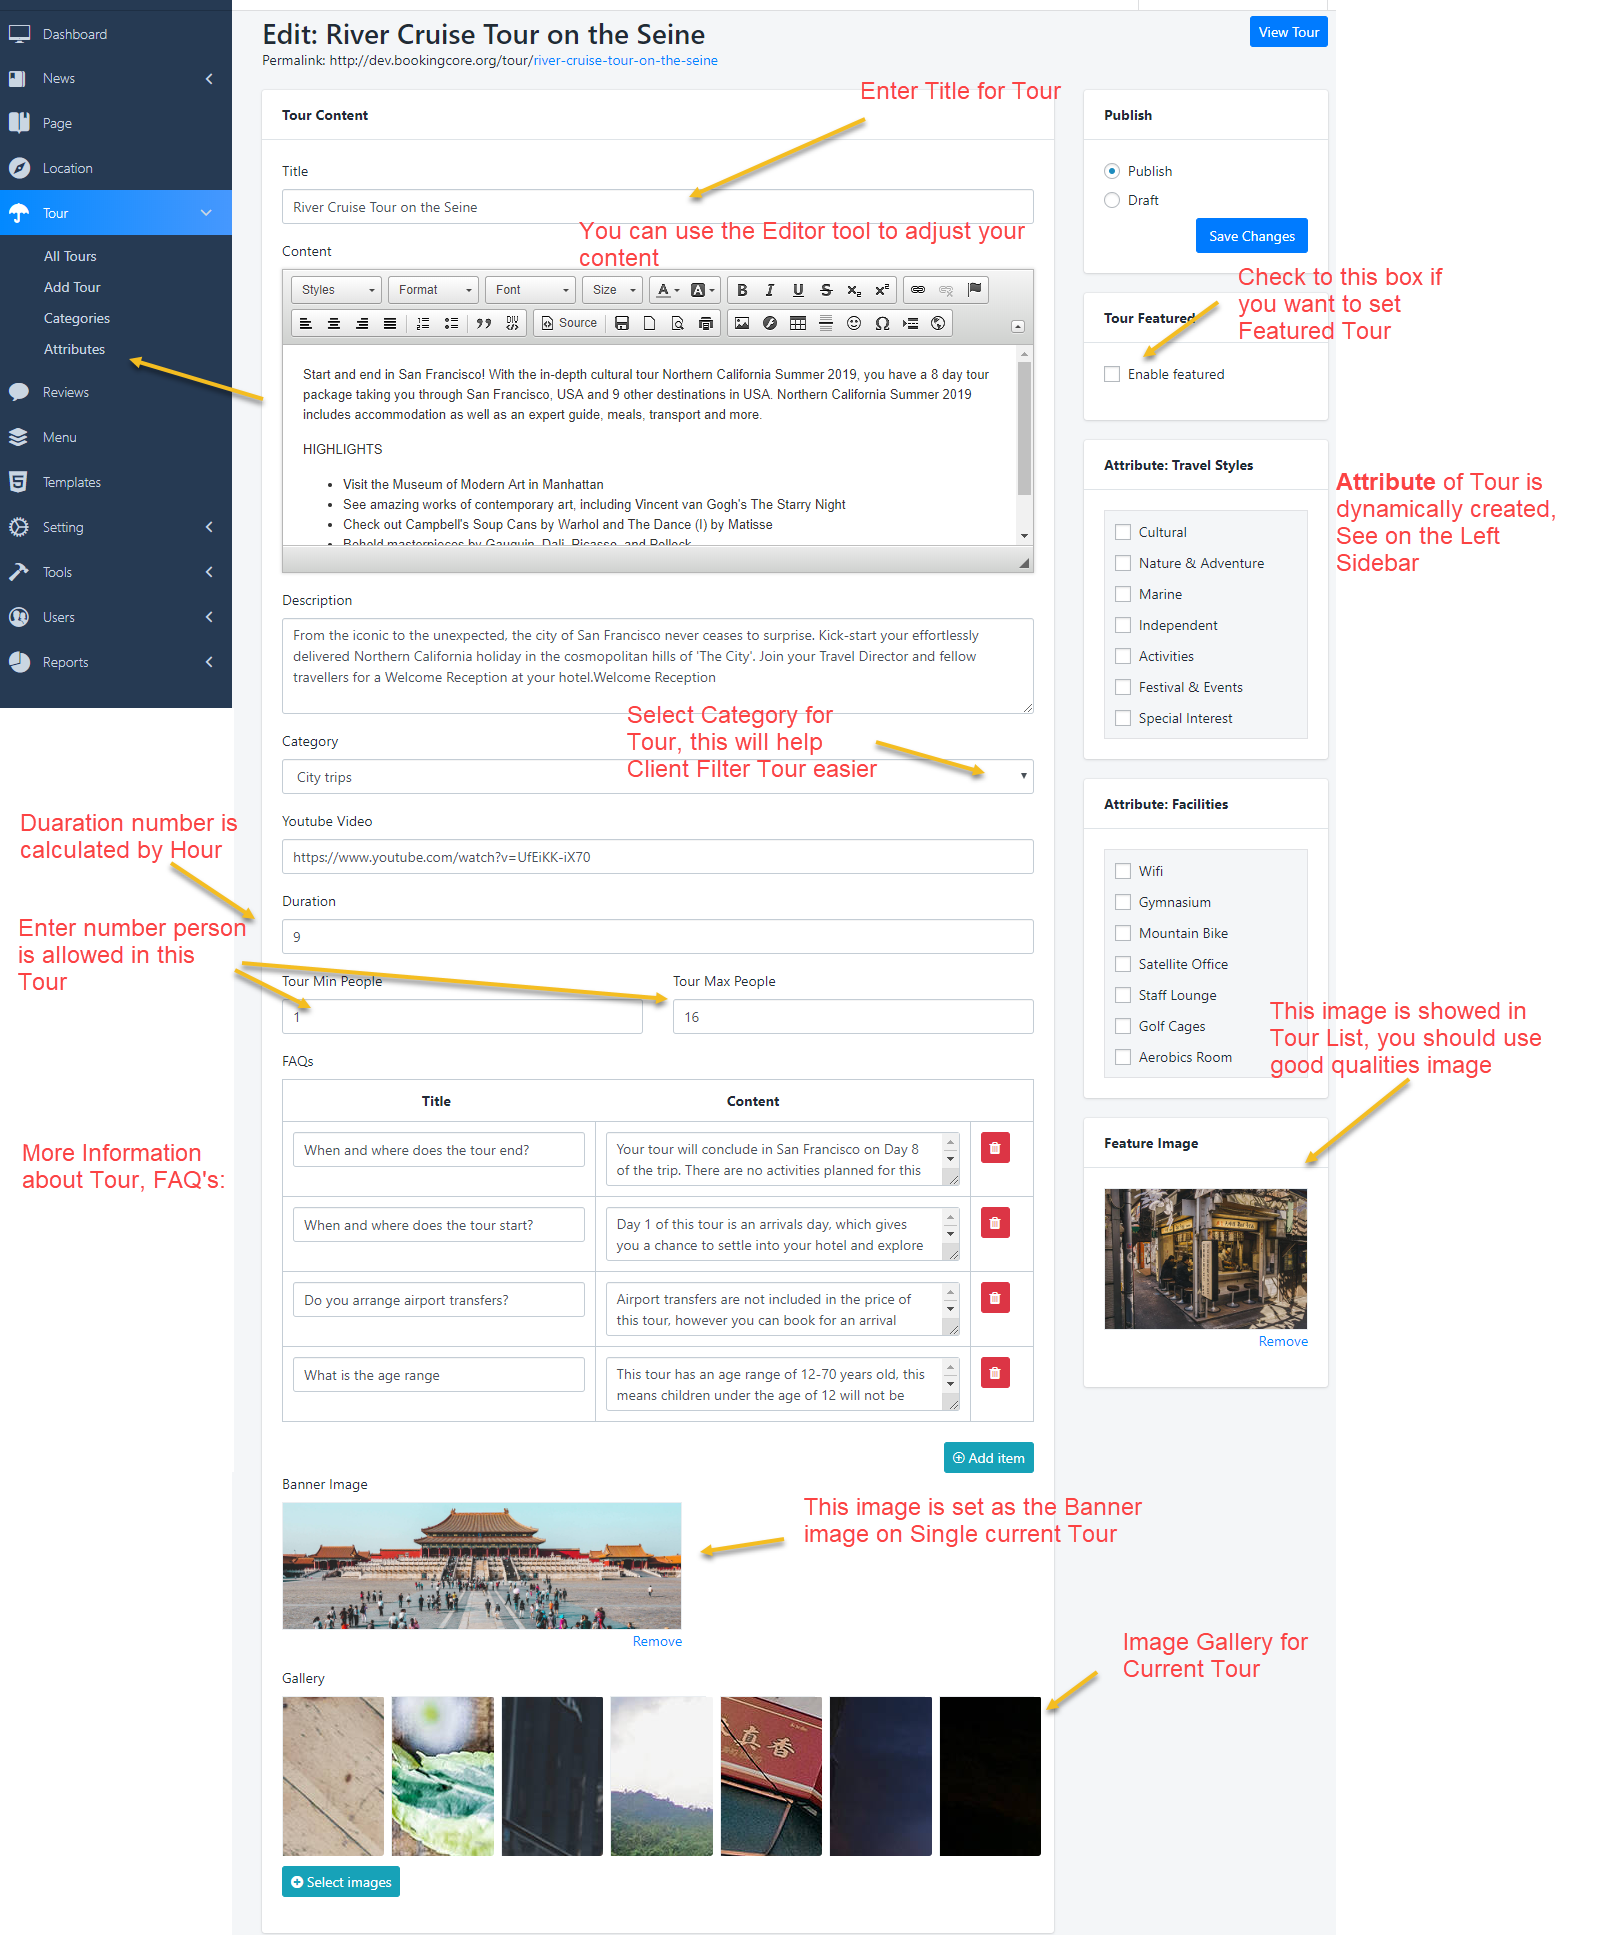 Dashboard
News
Page
Location
Tour
All Tours
Add Tour
Categories
Attributes
Reviews
Menu
Templates
Setting
Tools
Users
Reports
Edit: River Cruise Tour on the Seine
Permalink: http://dev.bookingcore.org/tour/river-cruise-tour-on-the-seine
View Tour
Enter Title for Tour
Tour Content
Title
River Cruise Tour on the Seine
You can use the Editor tool to adjust your
content
Content
Styles Format Font Size
Source
Start and end in San Francisco! With the in-depth cultural tour Northern California Summer 2019, you have a 8 day tour
package taking you through San Francisco, USA and 9 other destinations in USA. Northern California Summer 2019
includes accommodation as well as an expert guide, meals, transport and more.
HIGHLIGHTS
Visit the Museum of Modern Art in Manhattan
See amazing works of contemporary art, including Vincent van Gogh's The Starry Night
Check out Campbell's Soup Cans by Warhol and The Dance (I) by Matisse
Behold masterpieces by Gauguin, Dali, Picasso, and Pollock
Description
From the iconic to the unexpected, the city of San Francisco never ceases to surprise. Kick-start your effortlessly
delivered Northern California holiday in the cosmopolitan hills of 'The City'. Join your Travel Director and fellow
travellers for a Welcome Reception at your hotel.Welcome Reception
Select Category for
Tour, this will help
Client Filter Tour easier
Category
City trips
Youtube Video
https://www.youtube.com/watch?v=UfEiKK-iX70
Duaration number is
calculated by Hour
Duration
9
Enter number person
is allowed in this
Tour
Tour Min People
1
Tour Max People
16
FAQs
More Information
about Tour, FAQ's:
Title Content
When and where does the tour end?
Your tour will conclude in San Francisco on Day 8
of the trip. There are no activities planned for this
When and where does the tour start?
Day 1 of this tour is an arrivals day, which gives
you a chance to settle into your hotel and explore
Do you arrange airport transfers?
Airport transfers are not included in the price of
this tour, however you can book for an arrival
What is the age range
This tour has an age range of 12-70 years old, this
means children under the age of 12 will not be
Add item
Banner Image
This image is set as the Banner
image on Single current Tour
Remove
Gallery
Image Gallery for
Current Tour
真香
Select images
Publish
Publish
Draft
Save Changes
Check to this box if
you want to set
Featured Tour
Tour Featured
Enable featured
Attribute: Travel Styles
Cultural
Nature & Adventure
Marine
Independent
Activities
Festival & Events
Special Interest
Attribute of Tour is
dynamically created,
See on the Left
Sidebar
Attribute: Facilities
Wifi
Gymnasium
Mountain Bike
Satellite Office
Staff Lounge
Golf Cages
Aerobics Room
This image is showed in
Tour List, you should use
good qualities image
Feature Image
Remove